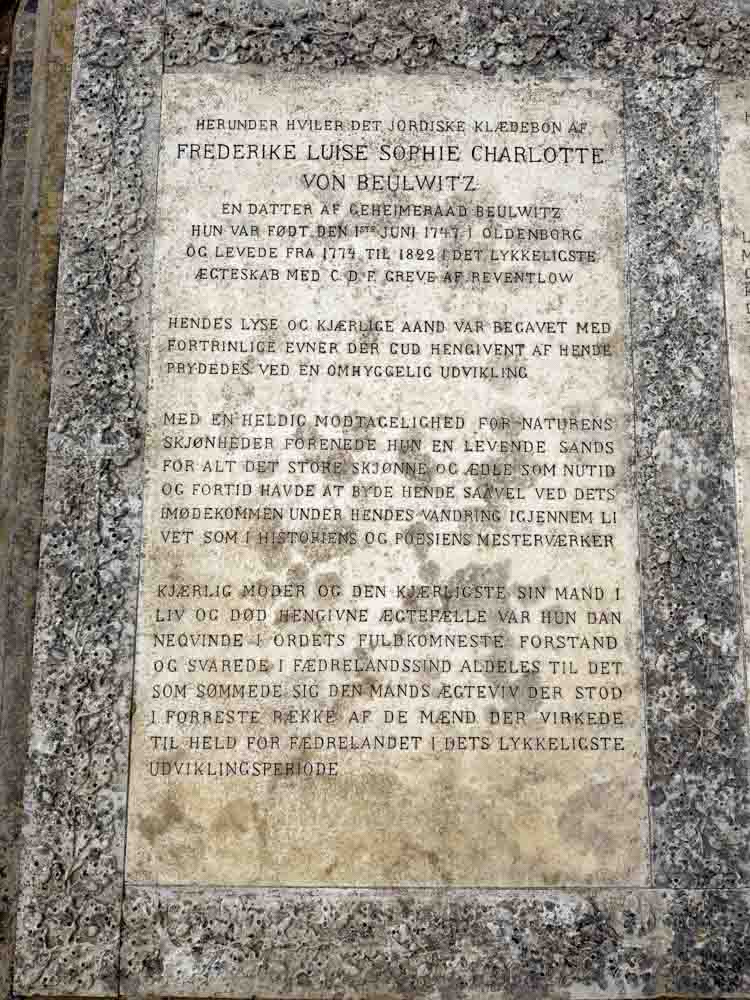 HERUNDER HVILER DET JORDISKE KLÆDEBON AF
FREDERIKE LUISE SOPHIE CHARLOTTE
VON BEULWITZ
EN DATTER AF GEHEIMERAAD BEULWITZ
HUN VAR FØDT DEN 1STE JUNI 1747 I OLDENBORG
OG LEVEDE FRA 1774 TIL 1822 I DET LYKKELIGSTE
ÆGTESKAB MED C. D. F. GREVE AF REVENTLOW
HENDES LYSE OG KJÆRLIGE AAND VAR BEGAVET MED
FORTRINLIGE EVNER DER GUD HENGIVENT AF HENDE
PRYDEDES VED EN OMHYGGELIG UDVIKLING
MED EN HELDIG MODTAGELIGHED FOR NATURENS
SKJØNHEDER FORENEDE HUN EN LEVENDE SANDS
FOR ALT DET STORE SKJØNNE OG ÆDLE SOM NUTID
OG FORTID HAVDE AT BYDE HENDE SAAVEL VED DETS
IMØDEKOMMEN UNDER HENDES VANDRING IGJENNEM LI
VET SOM I HISTORIENS OG POESIENS MESTERVÆRKER
KJÆRLIG MODER OG DEN KJÆRLIGSTE SIN MAND I
LIV OG DØD HENGIVNE ÆGTEFÆLLE VAR HUN DAN
NEQVINDE I ORDETS FULDKOMNESTE FORSTAND
OG SVAREDE I FÆDRELANDSSIND ALDELES TIL DET
SOM SØMMEDE SIG DEN MANDS ÆGTEVIV DER STOD
I FORRESTE RÆKKE AF DE MÆND DER VIRKEDE
TIL HELD FOR FÆDRELANDET I DETS LYKKELIGSTE
UDVIKLINGSPERIODE